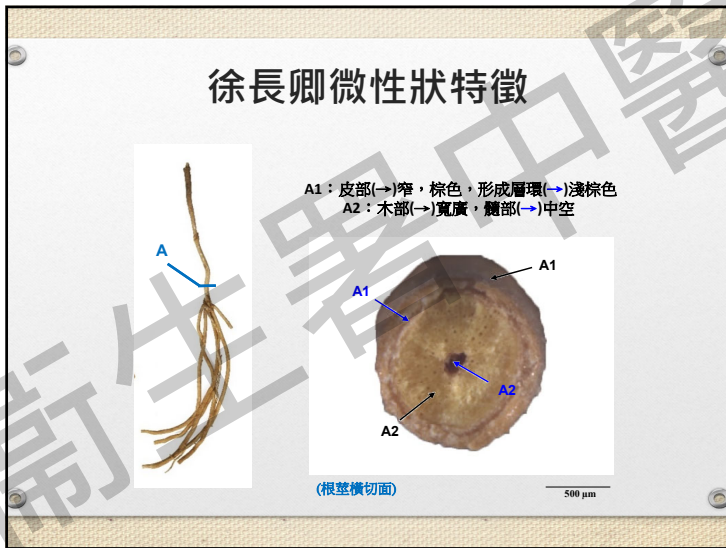 徐長卿微性狀特徵
A1：皮部(→)窄，棕色，形成層環(→)淺棕色
A2：木部(→)寬廣，髓部(→)中空
A
A1
A1
A2
A2
(根莖橫切面)
500 μm
衛生署中醫